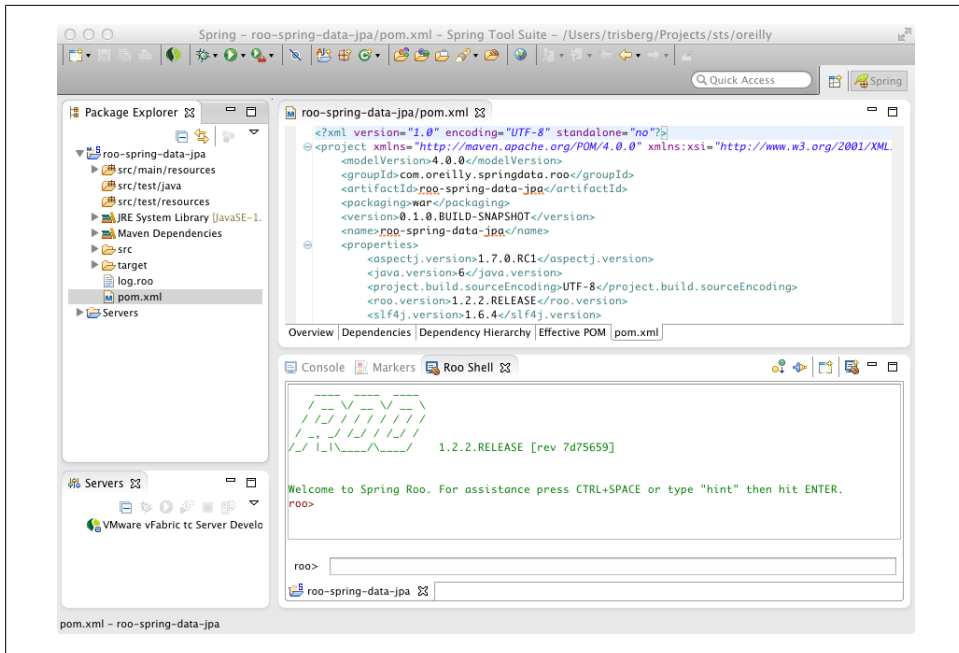 Spring – roo-spring-data-jpa/pom.xml – Spring Tool Suite – /Users/trisberg/Projects/sts/oreilly
Quick Access
Spring
Package Explorer
roo-spring-data-jpa
src/main/resources
src/test/java
src/test/resources
JRE System Library [JavaSE-1.
Maven Dependencies
src
target
log.roo
pom.xml
Servers
roo-spring-data-jpa/pom.xml
<?xml version="1.0" encoding="UTF-8" standalone="no"?>
<project xmlns="http://maven.apache.org/POM/4.0.0" xmlns:xsi="http://www.w3.org/2001/XML.
<modelVersion>4.0.0</modelVersion>
<groupId>com.oreilly.springdata.roo</groupId>
<artifactId>roo-spring-data-jpa</artifactId>
<packaging>war</packaging>
<version>0.1.0.BUILD-SNAPSHOT</version>
<name>roo-spring-data-jpa</name>
<properties>
<aspectj.version>1.7.0.RC1</aspectj.version>
<java.version>6</java.version>
<project.build.sourceEncoding>UTF-8</project.build.sourceEncoding>
<roo.version>1.2.2.RELEASE</roo.version>
<slf4j.version>1.6.4</slf4j.version>
Overview Dependencies Dependency Hierarchy Effective POM pom.xml
Console Markers Roo Shell
1.2.2.RELEASE [rev 7d75659]
Welcome to Spring Roo. For assistance press CTRL+SPACE or type "hint" then hit ENTER.
roo>
roo>
roo-spring-data-jpa
Servers
VMware vFabric tc Server Develo
pom.xml – roo-spring-data-jpa